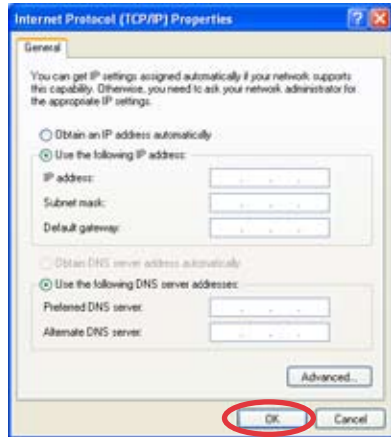 Internet Protocol (TCP/IP) Properties
General
You can get IP settings assigned automatically if your network supports
this capability. Otherwise, you need to ask your network administrator for
the appropriate IP settings.
Obtain an IP address automatically
Use the following IP address:
IP address:
Subnet mask:
Default gateway:
Obtain DNS server address automatically
Use the following DNS server addresses:
Preferred DNS server:
Alternate DNS server:
Advanced...
OK Cancel